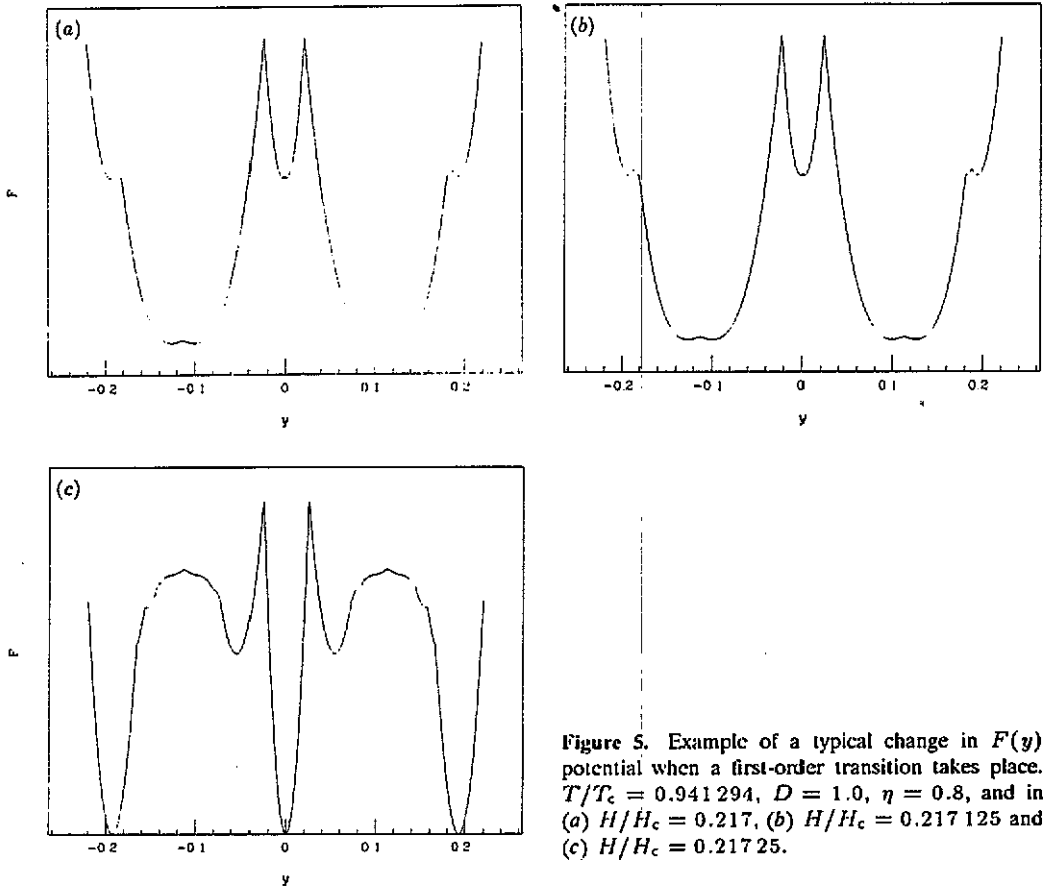 (a)
F
-0.2 -0.1 0 0.1 0.2
y
(b)
-0.2 -0.1 0 0.1 0.2
y
(c)
F
-0.2 -0.1 0 0.1 0.2
y
Figure 5. Example of a typical change in F(y)
potential when a first-order transition takes place.
T/Tc = 0.941 294, D = 1.0, η = 0.8, and in
(a) H/Hc = 0.217, (b) H/Hc = 0.217 125 and
(c) H/Hc = 0.217 25.